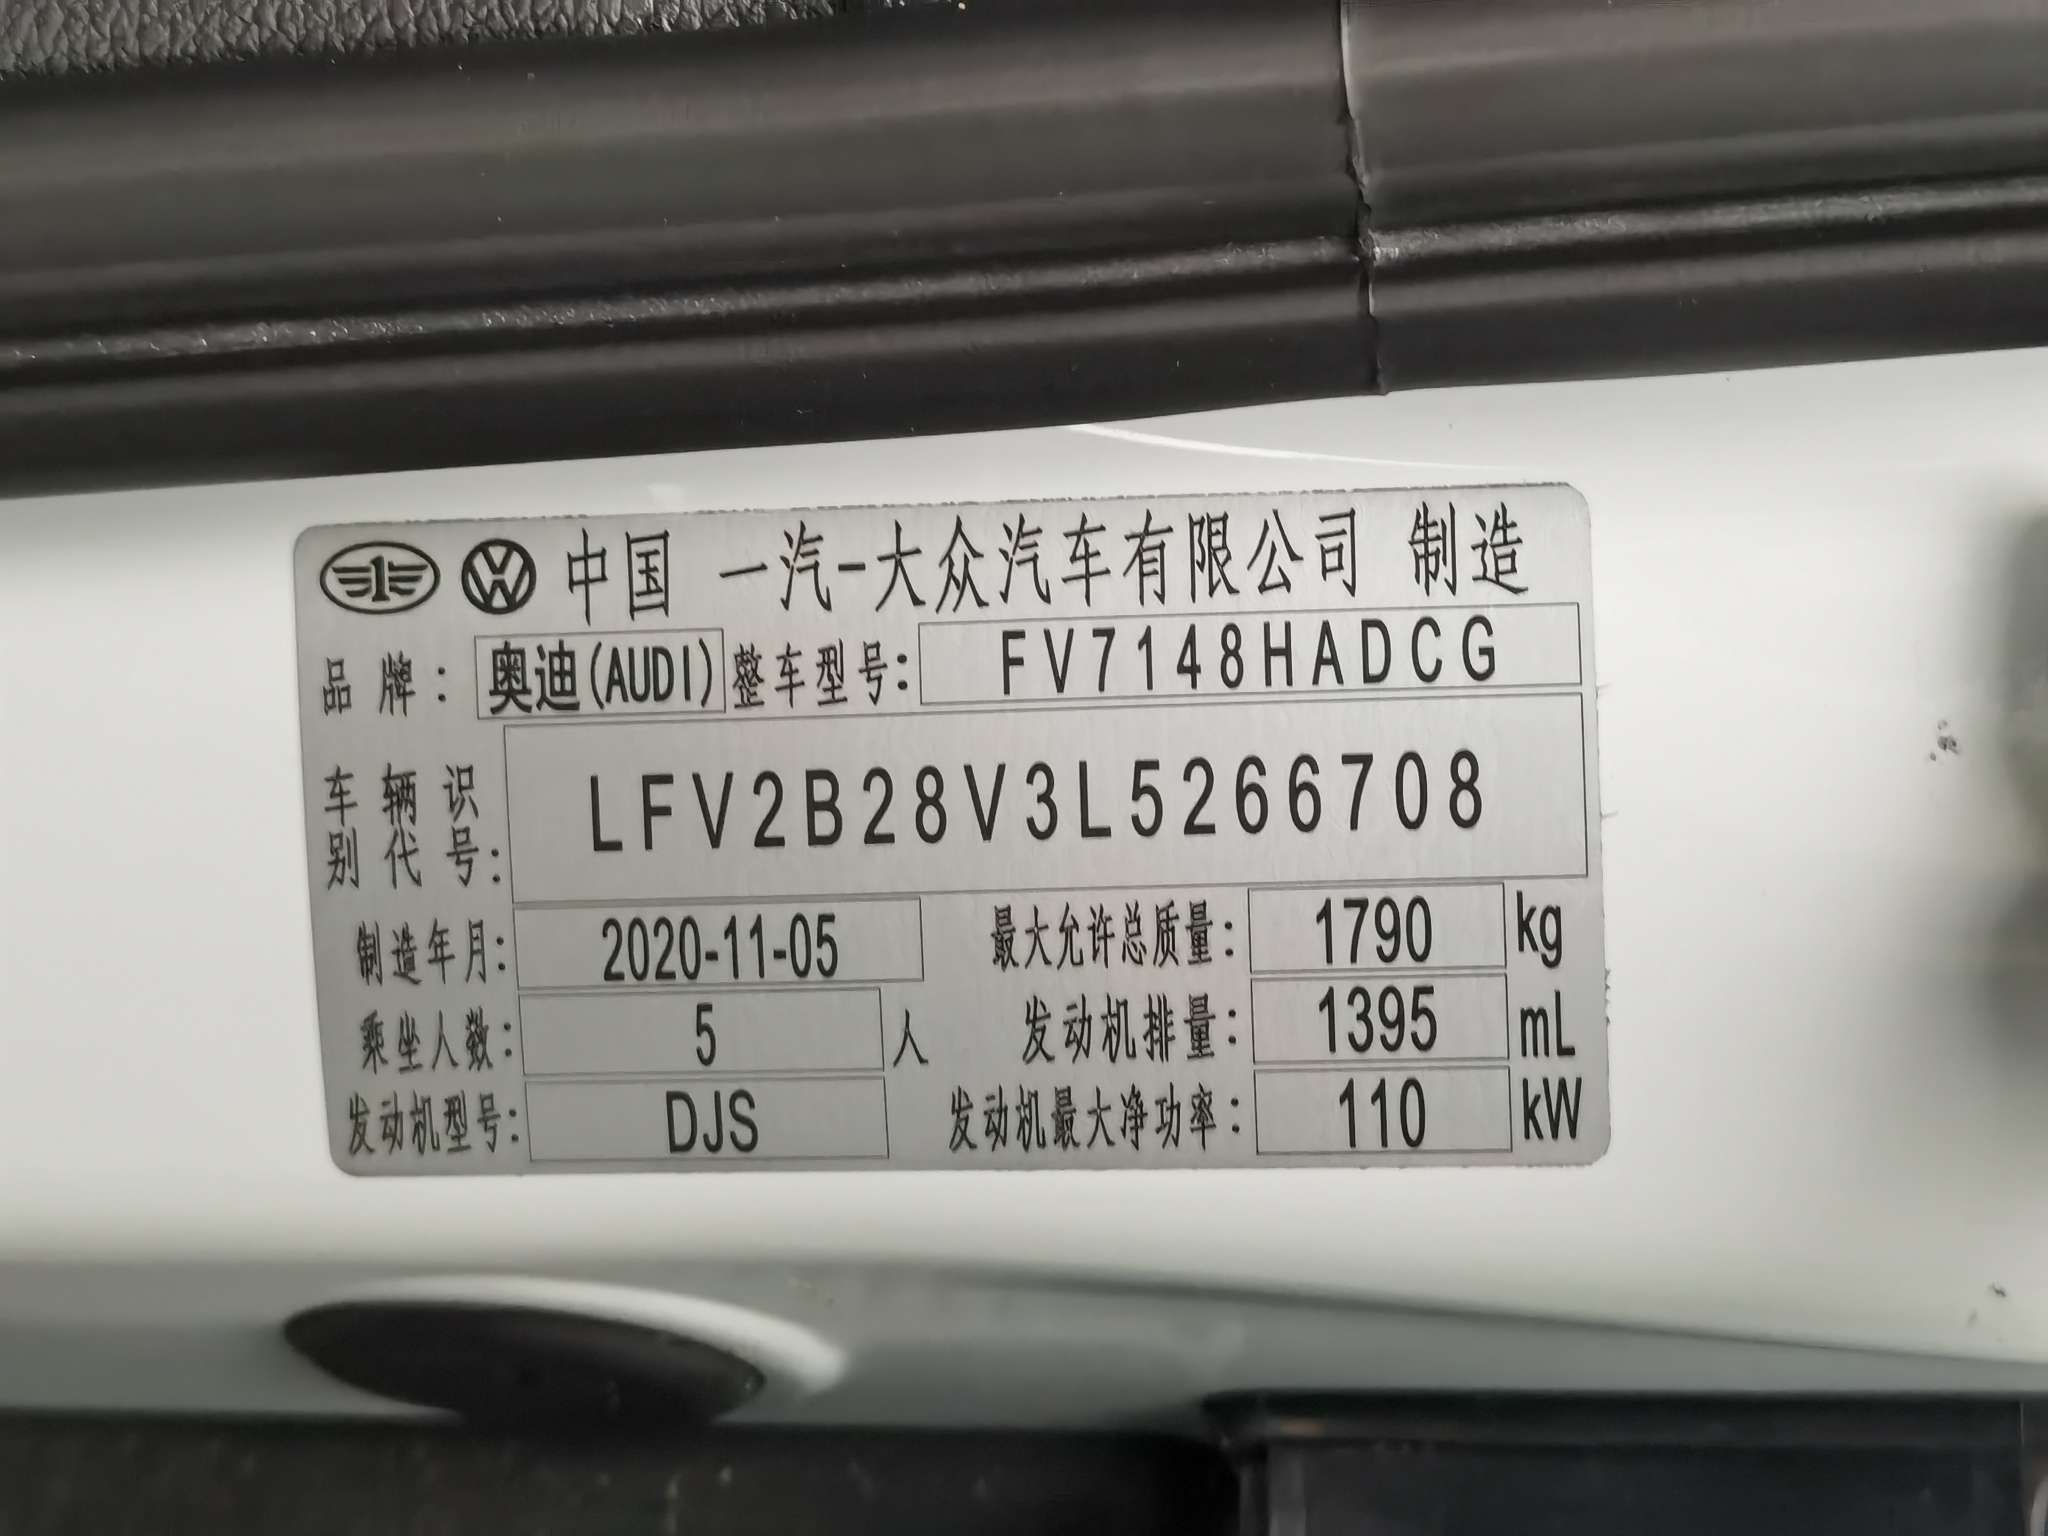 中国 一汽-大众汽车有限公司 制造
品牌: 奥迪(AUDI) 整车型号: FV7148HADCG
车辆识别代号: LFV2B28V3L5266708
制造年月: 2020-11-05 最大允许总质量: 1790 kg
乘坐人数: 5 人 发动机排量: 1395 mL
发动机型号: DJS 发动机最大净功率: 110 kW